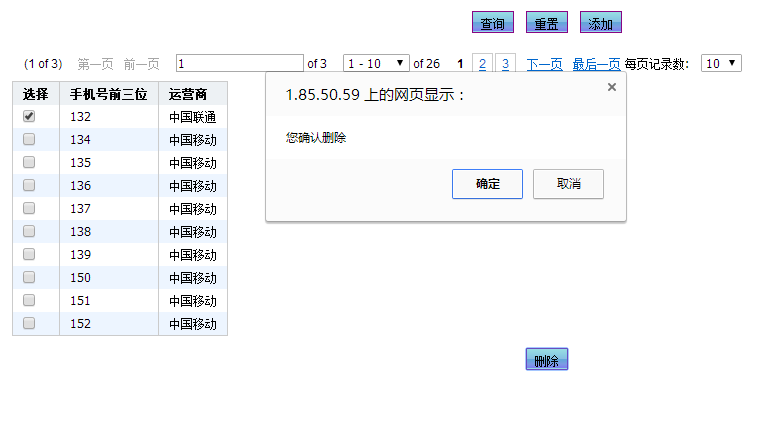 查询 重置 添加
(1 of 3) 第一页 前一页 1 of 3 1 - 10 of 26 1 2 3 下一页 最后一页 每页记录数: 10
选择 手机号前三位 运营商
132 中国联通
134 中国移动
135 中国移动
136 中国移动
137 中国移动
138 中国移动
139 中国移动
150 中国移动
151 中国移动
152 中国移动
1.85.50.59 上的网页显示：
您确认删除
确定 取消
删除